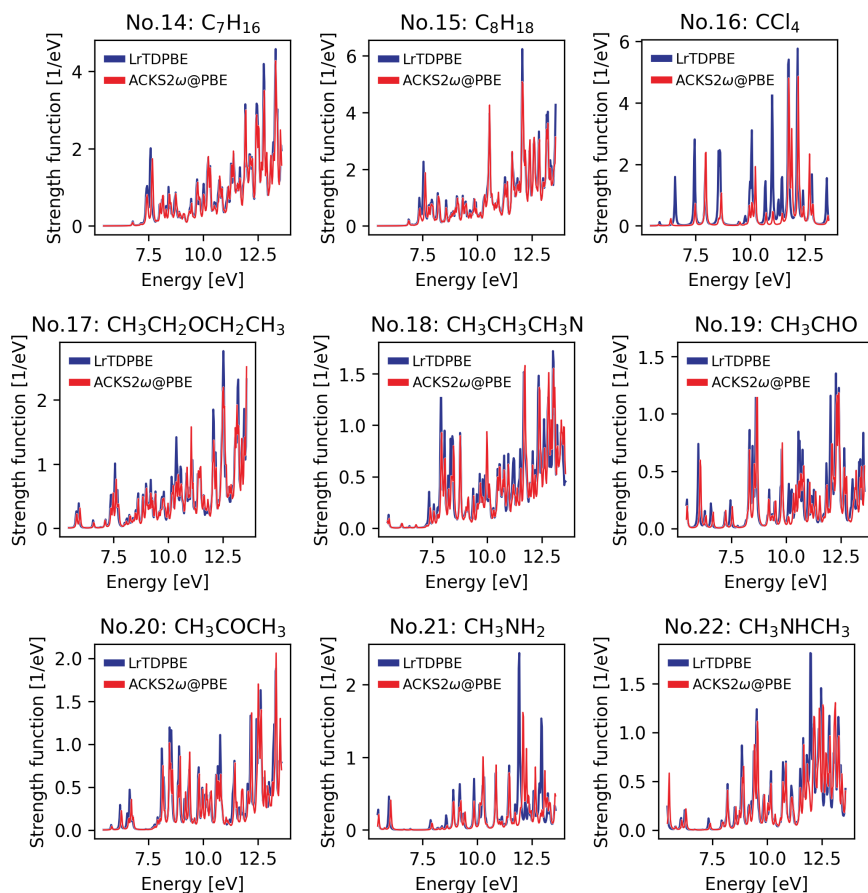 No.14: C₇H₁₆
Strength function [1/eV]
4
2
0
LrTDPBE
ACKS2ω@PBE
7.5 10.0 12.5
Energy [eV]
No.15: C₈H₁₈
Strength function [1/eV]
6
4
2
0
LrTDPBE
ACKS2ω@PBE
7.5 10.0 12.5
Energy [eV]
No.16: CCl₄
Strength function [1/eV]
6
4
2
0
LrTDPBE
ACKS2ω@PBE
7.5 10.0 12.5
Energy [eV]
No.17: CH₃CH₂OCH₂CH₃
Strength function [1/eV]
2
1
0
LrTDPBE
ACKS2ω@PBE
7.5 10.0 12.5
Energy [eV]
No.18: CH₃CH₃CH₃N
Strength function [1/eV]
1.5
1.0
0.5
0.0
LrTDPBE
ACKS2ω@PBE
7.5 10.0 12.5
Energy [eV]
No.19: CH₃CHO
Strength function [1/eV]
1.5
1.0
0.5
0.0
LrTDPBE
ACKS2ω@PBE
7.5 10.0 12.5
Energy [eV]
No.20: CH₃COCH₃
Strength function [1/eV]
2.0
1.5
1.0
0.5
0.0
LrTDPBE
ACKS2ω@PBE
7.5 10.0 12.5
Energy [eV]
No.21: CH₃NH₂
Strength function [1/eV]
2
1
0
LrTDPBE
ACKS2ω@PBE
7.5 10.0 12.5
Energy [eV]
No.22: CH₃NHCH₃
Strength function [1/eV]
1.5
1.0
0.5
0.0
LrTDPBE
ACKS2ω@PBE
7.5 10.0 12.5
Energy [eV]